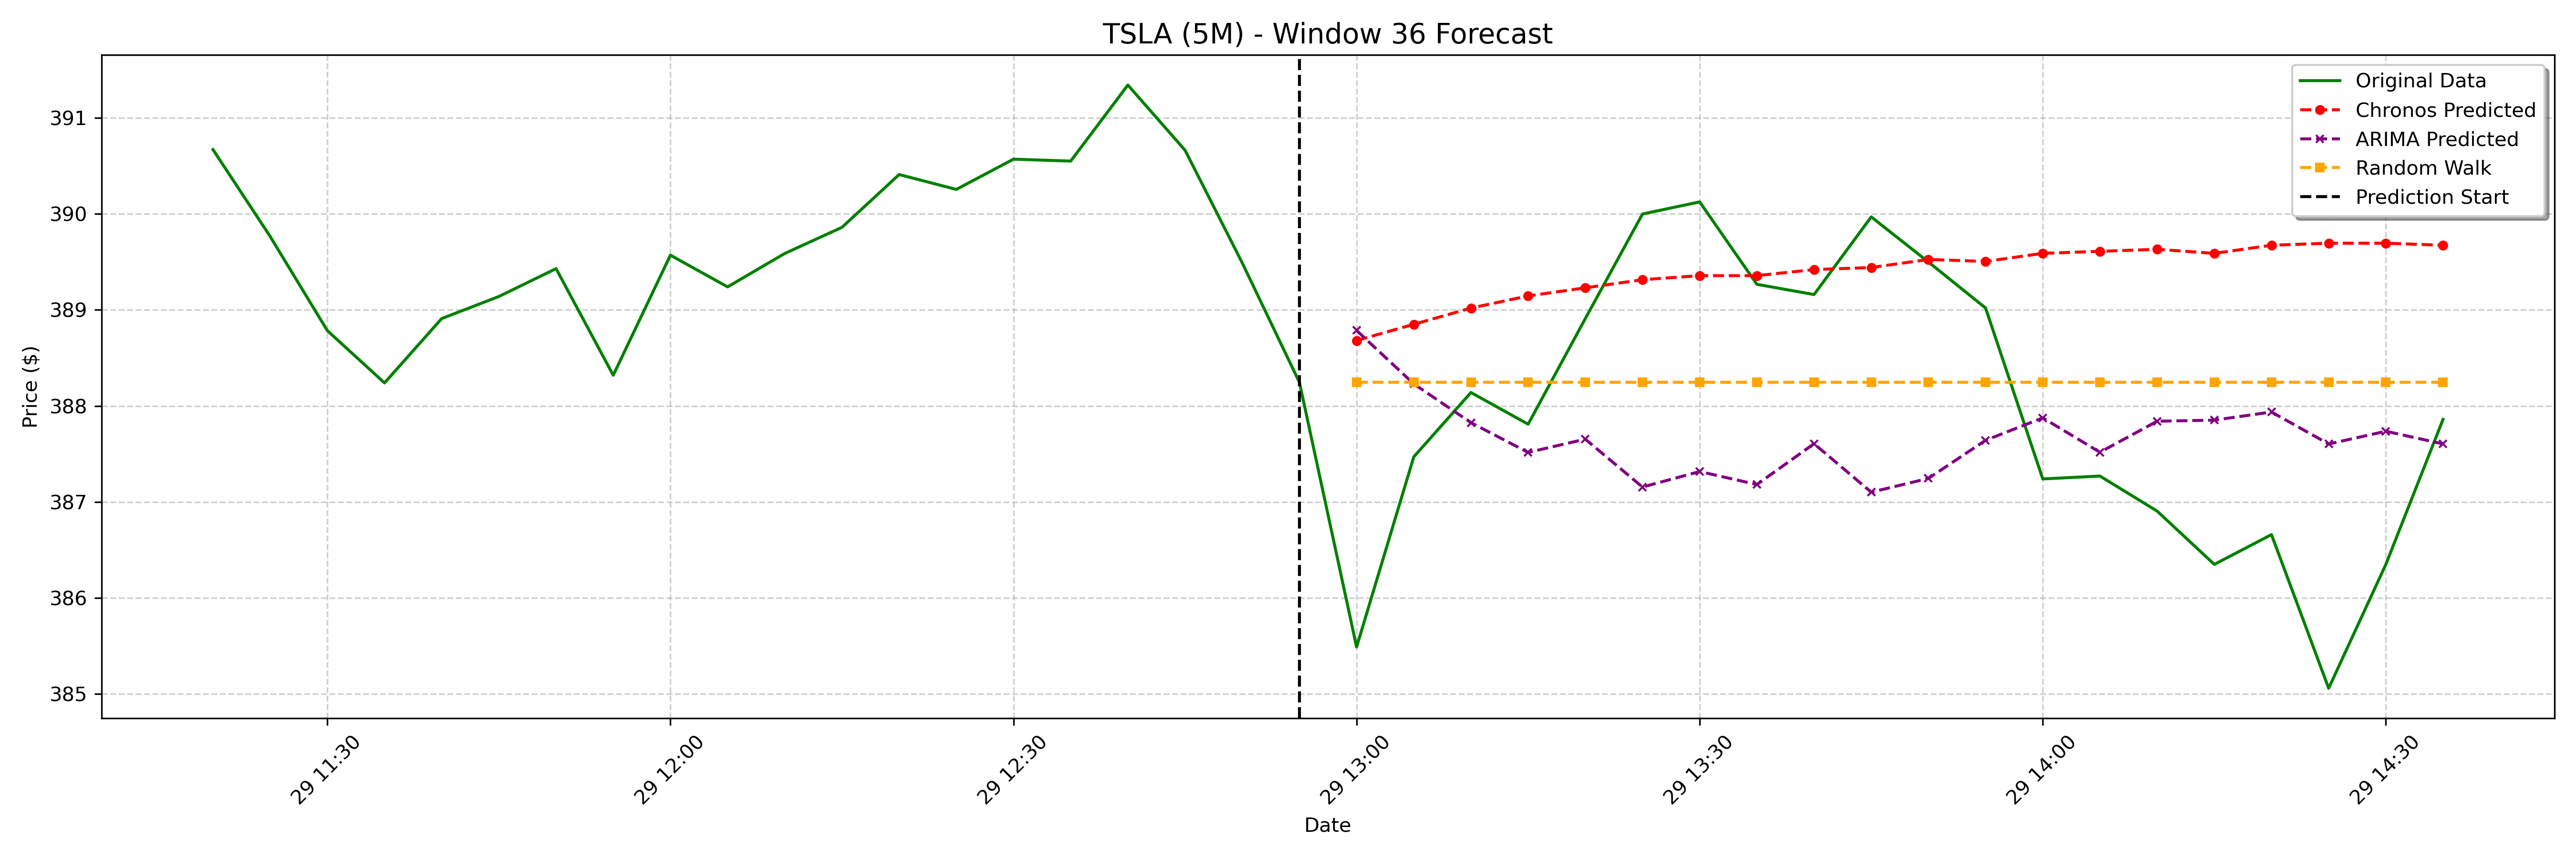 TSLA (5M) - Window 36 Forecast
Original Data
Chronos Predicted
ARIMA Predicted
Random Walk
Prediction Start
Price ($)
391
390
389
388
387
386
385
29 11:30
29 12:00
29 12:30
29 13:00
29 13:30
29 14:00
29 14:30
Date